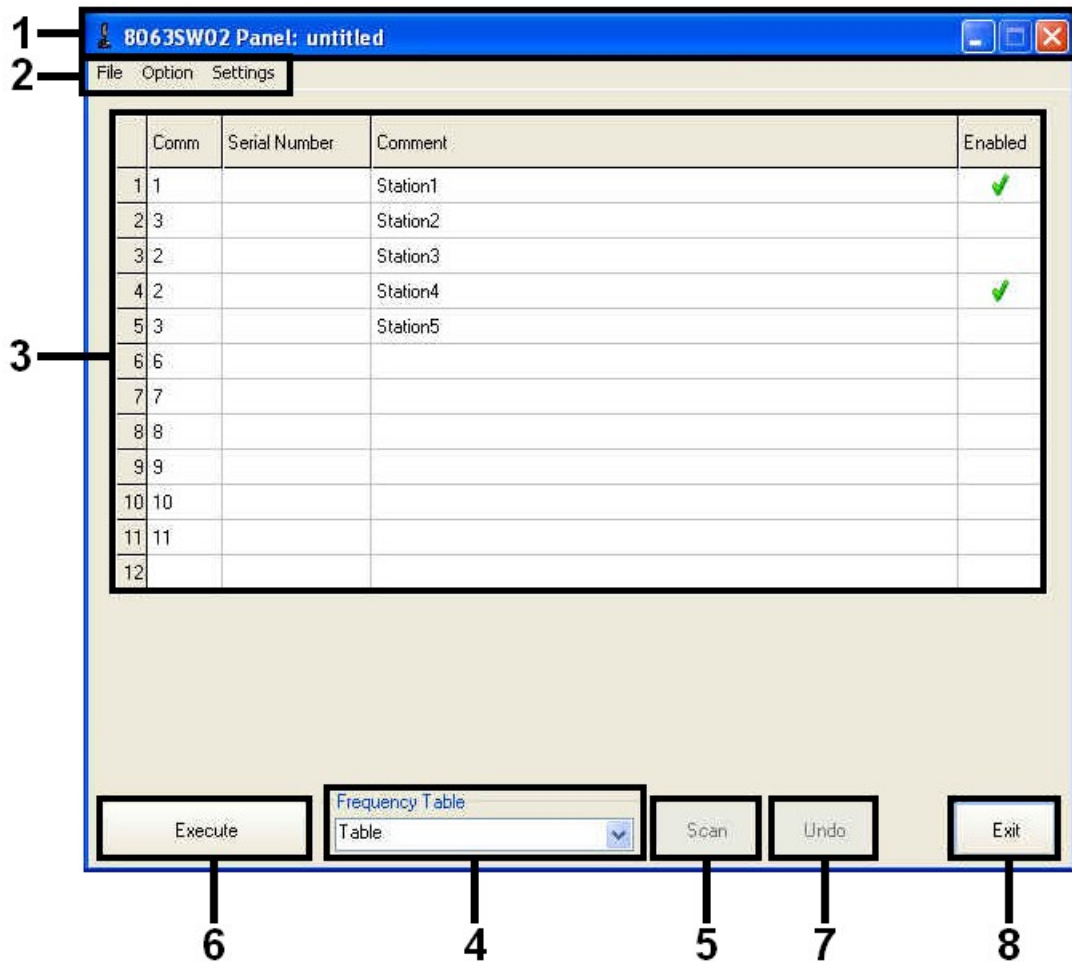 1
8063SW02 Panel: untitled
2
File Option Settings
3
Comm Serial Number Comment Enabled
1 1 Station1
2 3 Station2
3 2 Station3
4 2 Station4
5 3 Station5
6 6
7 7
8 8
9 9
10 10
11 11
12
Execute
Frequency Table
Table
Scan
Undo
Exit
6 4 5 7 8